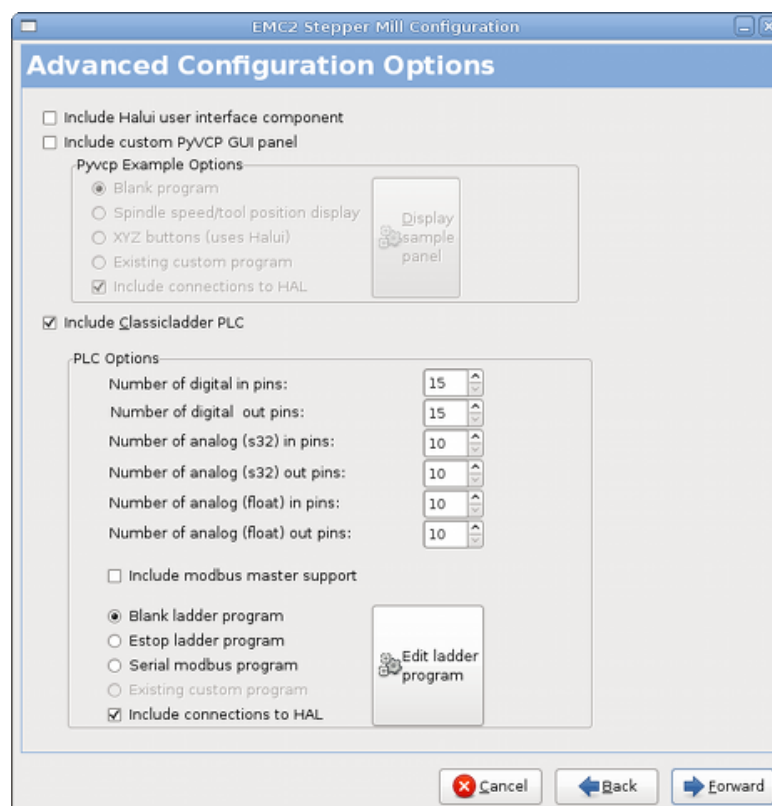 EMC2 Stepper Mill Configuration
Advanced Configuration Options
Include Halui user interface component
Include custom PyVCP GUI panel
Pyvcp Example Options
Blank program
Spindle speed/tool position display
XYZ buttons (uses Halui)
Existing custom program
Include connections to HAL
Display
sample
panel
Include Classicladder PLC
PLC Options
Number of digital in pins: 15
Number of digital out pins: 15
Number of analog (s32) in pins: 10
Number of analog (s32) out pins: 10
Number of analog (float) in pins: 10
Number of analog (float) out pins: 10
Include modbus master support
Blank ladder program
Estop ladder program
Serial modbus program
Existing custom program
Include connections to HAL
Edit ladder
program
Cancel Back Forward